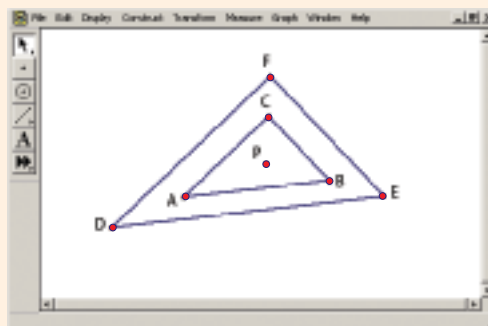 File Edit Display Construct Transform Measure Graph Window Help
A
F
C
P
A
B
E
D